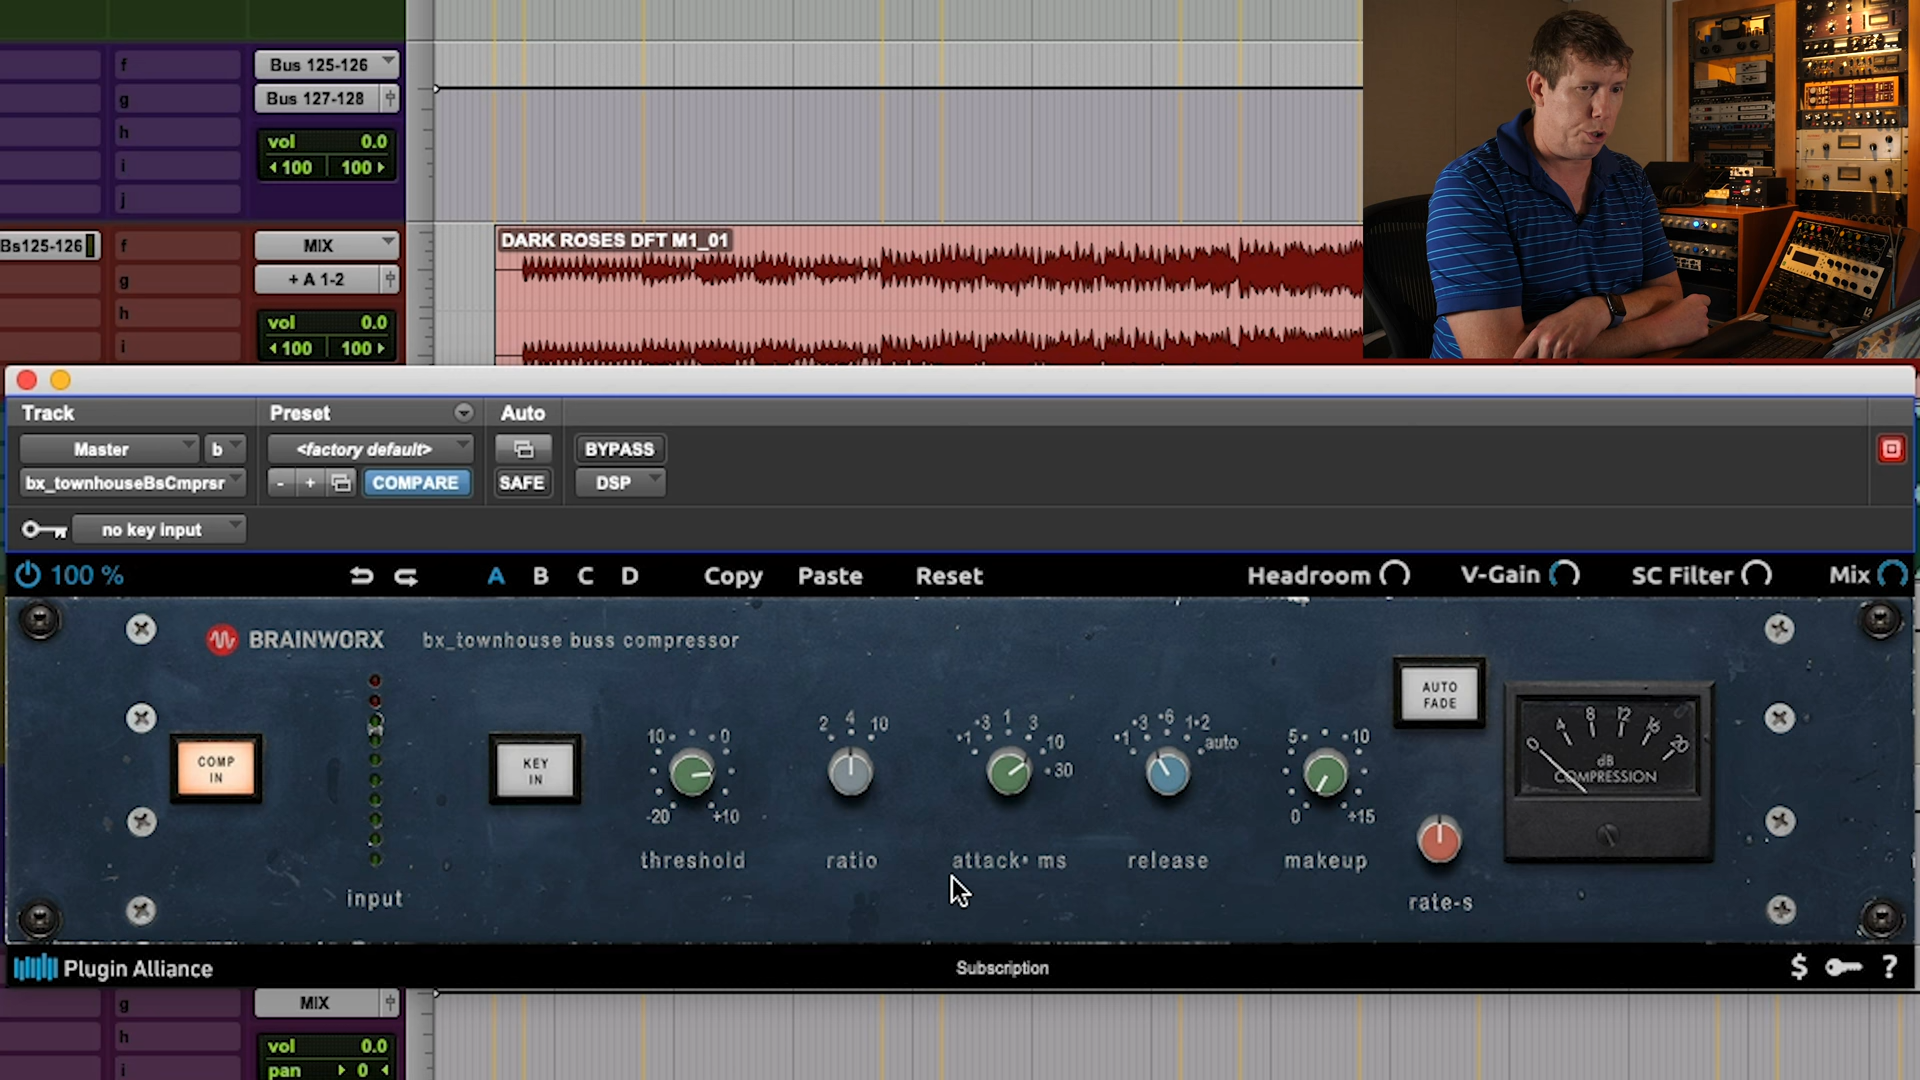 f
Bus 125-126
g
Bus 127-128
h
vol 0.0
i
100 100
j
DARK ROSES DFT M1_01
Bs125-126
f
MIX
g
+ A 1-2
h
vol 0.0
i
100 100
Track
Preset
Auto
Master
b
<factory default>
BYPASS
bx_townhouseBsCmprsr
- +
COMPARE
SAFE
DSP
no key input
100 %
A B C D
Copy
Paste
Reset
Headroom
V-Gain
SC Filter
Mix
BRAINWORX
bx_townhouse buss compressor
COMP
IN
input
KEY
IN
10 0
-20 +10
threshold
2 4 10
ratio
.1 .3 1 3 10 30
attack• ms
.1 .3 .6 1.2 auto
release
5 10
0 +15
makeup
AUTO
FADE
rate-s
0 4 8 12 16 20
dB
COMPRESSION
Plugin Alliance
Subscription
$ ?
g
MIX
h
vol 0.0
i
pan 0